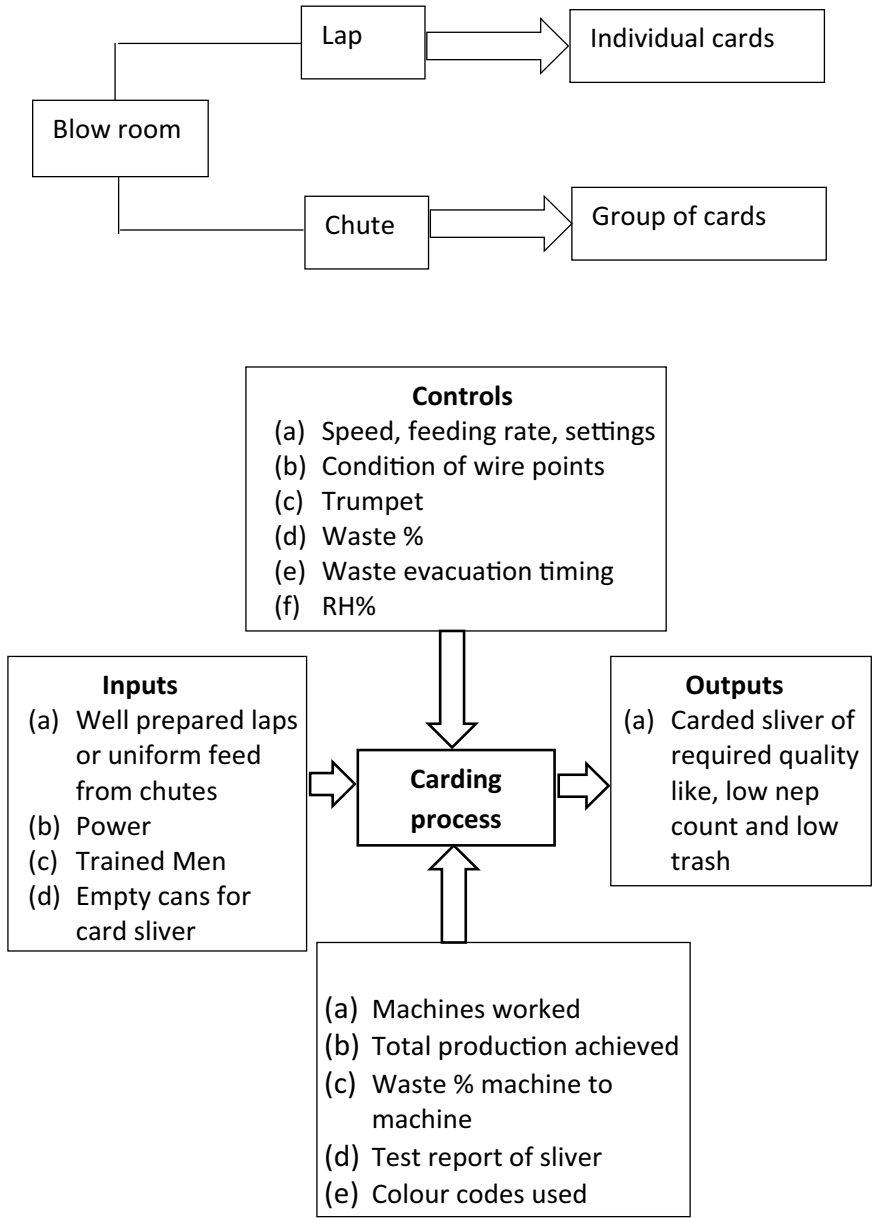 Lap
Individual cards
Blow room
Chute
Group of cards
Controls
(a) Speed, feeding rate, settings
(b) Condition of wire points
(c) Trumpet
(d) Waste %
(e) Waste evacuation timing
(f) RH%
Inputs
(a) Well prepared laps
or uniform feed
from chutes
(b) Power
(c) Trained Men
(d) Empty cans for
card sliver
Carding
process
Outputs
(a) Carded sliver of
required quality
like, low nep
count and low
trash
(a) Machines worked
(b) Total production achieved
(c) Waste % machine to
machine
(d) Test report of sliver
(e) Colour codes used